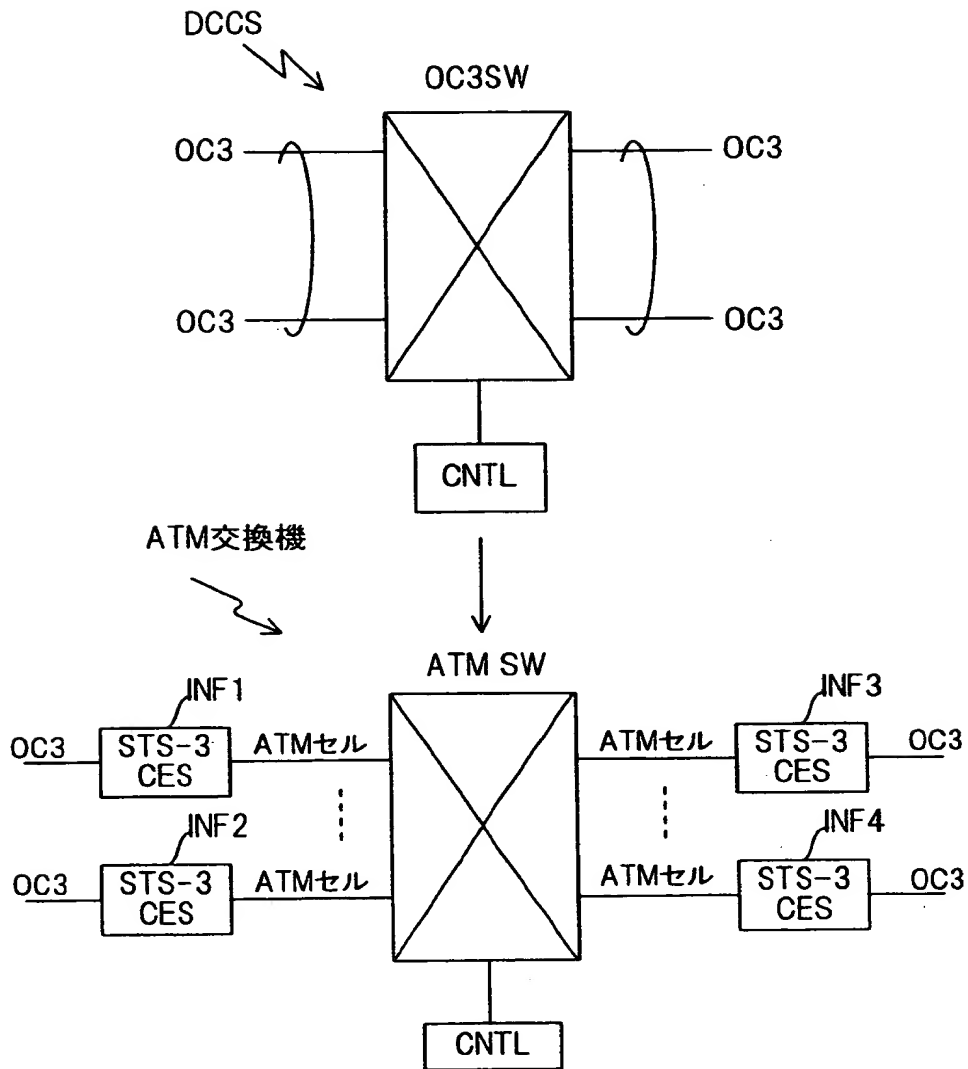 DCCS
OC3SW
OC3
OC3
OC3
OC3
CNTL
ATM交換機
ATM SW
INF1
INF3
OC3
STS-3
CES
ATMセル
ATMセル
STS-3
CES
OC3
INF2
INF4
OC3
STS-3
CES
ATMセル
ATMセル
STS-3
CES
OC3
CNTL